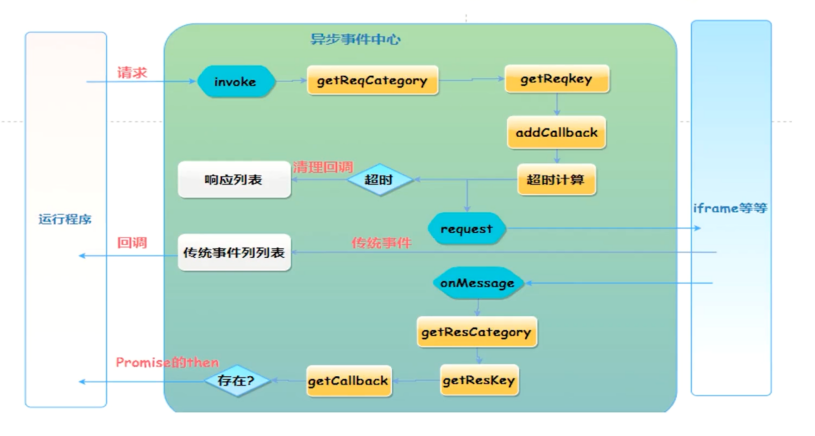 异步事件中心
请求
invoke
getReqCategory
getReqkey
addCallback
清理回调
响应列表
超时
超时计算
运行程序
iframe等等
request
回调
传统事件列列表
传统事件
onMessage
getResCategory
Promise的then
存在?
getCallback
getResKey